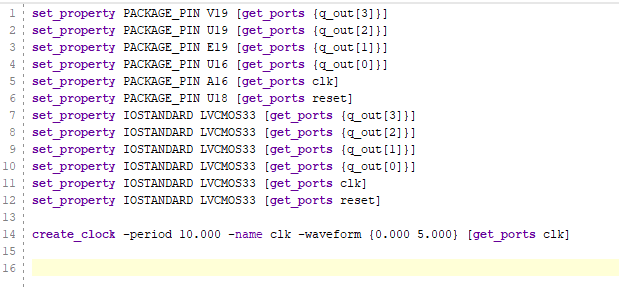 1 set_property PACKAGE_PIN V19 [get_ports {q_out[3]}]
2 set_property PACKAGE_PIN U19 [get_ports {q_out[2]}]
3 set_property PACKAGE_PIN E19 [get_ports {q_out[1]}]
4 set_property PACKAGE_PIN U16 [get_ports {q_out[0]}]
5 set_property PACKAGE_PIN A16 [get_ports clk]
6 set_property PACKAGE_PIN U18 [get_ports reset]
7 set_property IOSTANDARD LVCMOS33 [get_ports {q_out[3]}]
8 set_property IOSTANDARD LVCMOS33 [get_ports {q_out[2]}]
9 set_property IOSTANDARD LVCMOS33 [get_ports {q_out[1]}]
10 set_property IOSTANDARD LVCMOS33 [get_ports {q_out[0]}]
11 set_property IOSTANDARD LVCMOS33 [get_ports clk]
12 set_property IOSTANDARD LVCMOS33 [get_ports reset]
13
14 create_clock -period 10.000 -name clk -waveform {0.000 5.000} [get_ports clk]
15
16